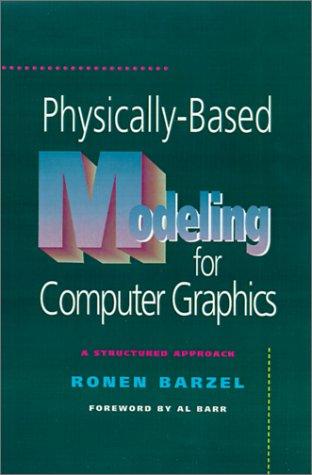 Physically-Based
Modeling
for
Computer Graphics
A STRUCTURED APPROACH
RONEN BARZEL
FOREWORD BY AL BARR